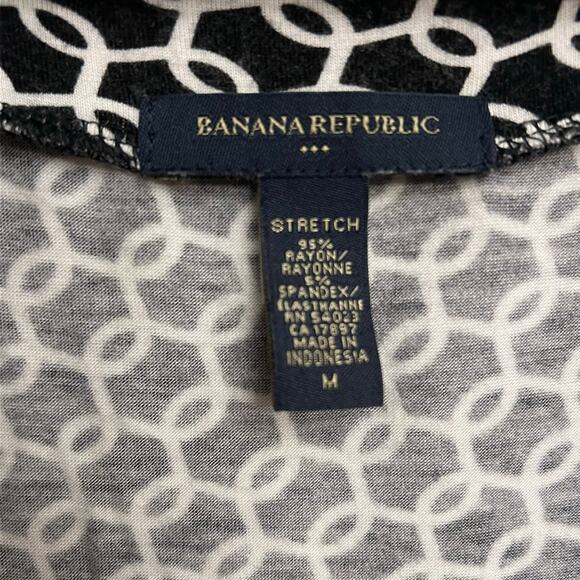 BANANA REPUBLIC
STRETCH
95%
RAYON/
RAYONNE
5%
SPANDEX/
ÉLASTHANNE
RN 54023
CA 17897
MADE IN
INDONESIA
M